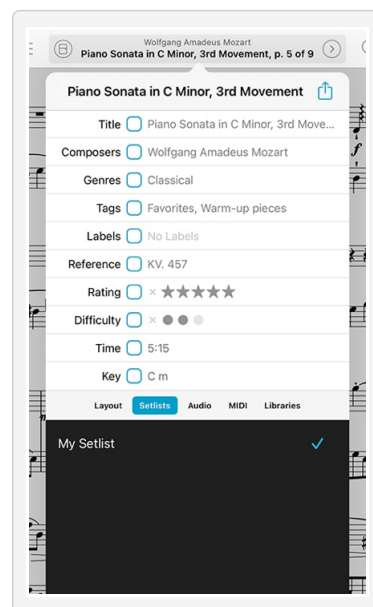 Wolfgang Amadeus Mozart
Piano Sonata in C Minor, 3rd Movement, p. 5 of 9
Piano Sonata in C Minor, 3rd Movement
Title Piano Sonata in C Minor, 3rd Move...
Composers Wolfgang Amadeus Mozart
Genres Classical
Tags Favorites, Warm-up pieces
Labels No Labels
Reference KV. 457
Rating × ★★★★★
Difficulty × ●●●
Time 5:15
Key C m
Layout Setlists Audio MIDI Libraries
My Setlist